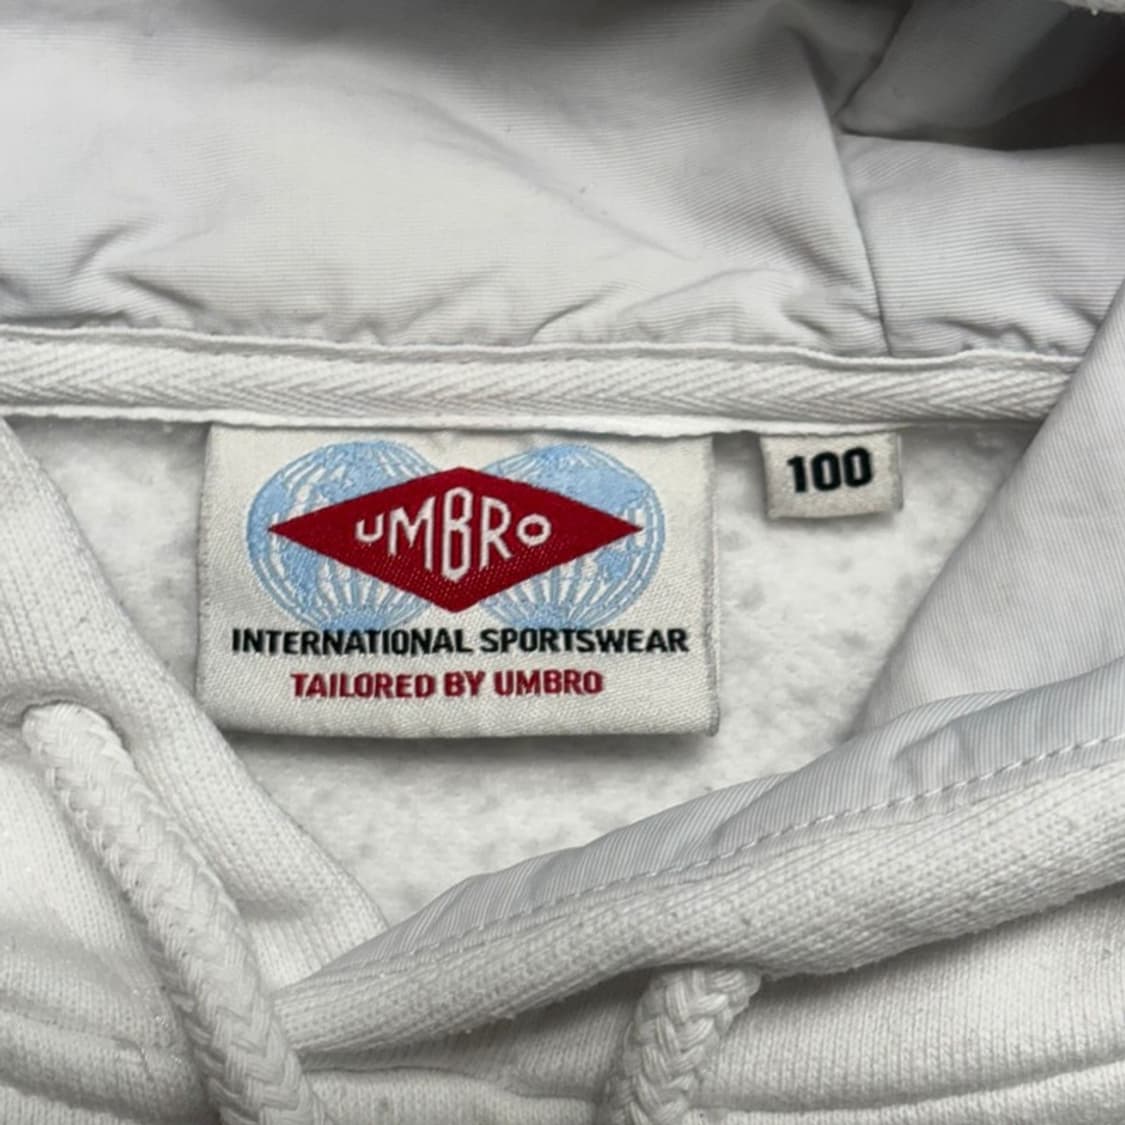 UMBRO
INTERNATIONAL SPORTSWEAR
TAILORED BY UMBRO
100